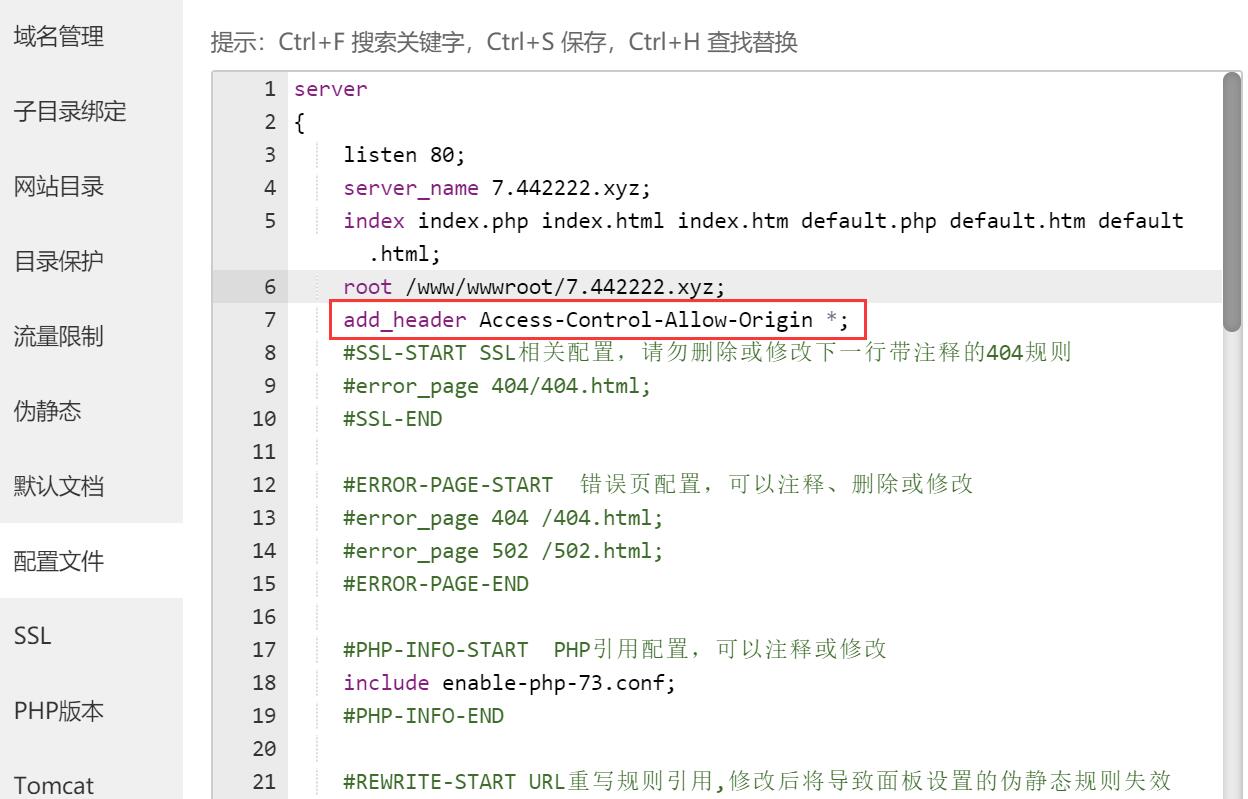 域名管理
子目录绑定
网站目录
目录保护
流量限制
伪静态
默认文档
配置文件
SSL
PHP版本
Tomcat
提示：Ctrl+F 搜索关键字，Ctrl+S 保存，Ctrl+H 查找替换
1 server
2 {
3 listen 80;
4 server_name 7.442222.xyz;
5 index index.php index.html index.htm default.php default.htm default
.html;
6 root /www/wwwroot/7.442222.xyz;
7 add_header Access-Control-Allow-Origin *;
8 #SSL-START SSL相关配置，请勿删除或修改下一行带注释的404规则
9 #error_page 404/404.html;
10 #SSL-END
11
12 #ERROR-PAGE-START  错误页配置，可以注释、删除或修改
13 #error_page 404 /404.html;
14 #error_page 502 /502.html;
15 #ERROR-PAGE-END
16
17 #PHP-INFO-START  PHP引用配置，可以注释或修改
18 include enable-php-73.conf;
19 #PHP-INFO-END
20
21 #REWRITE-START URL重写规则引用,修改后将导致面板设置的伪静态规则失效